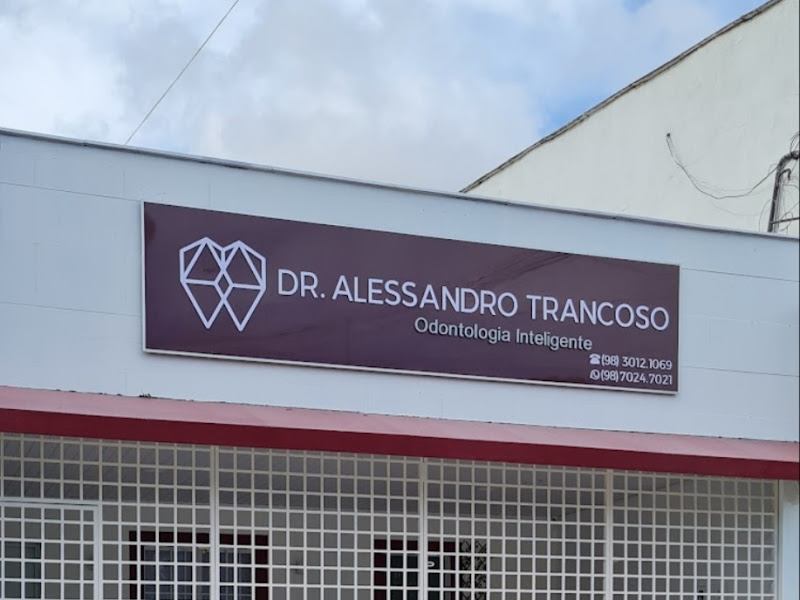 DR. ALESSANDRO TRANCOSO
Odontologia Inteligente
(98) 3012.1069
(98)7024.7021